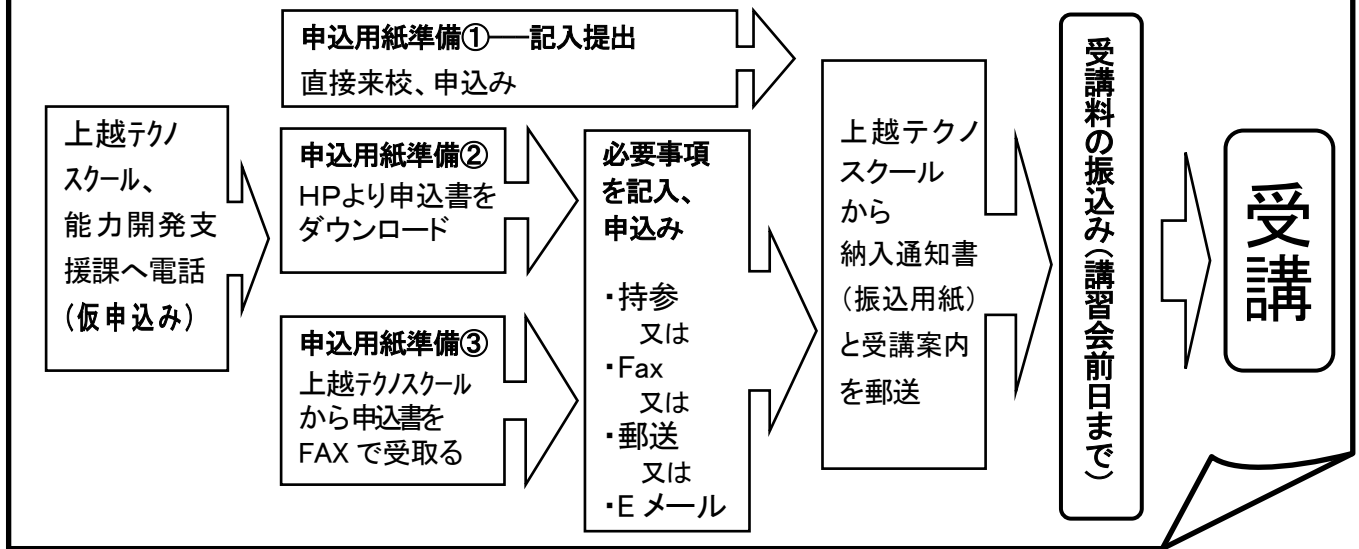 上越テクノ
スクール、
能力開発支
援課へ電話
(仮申込み)
申込用紙準備①──記入提出
直接来校、申込み
申込用紙準備②
HPより申込書を
ダウンロード
申込用紙準備③
上越テクノスクール
から申込書を
FAXで受取る
必要事項
を記入、
申込み
・持参
又は
・Fax
又は
・郵送
又は
・Eメール
上越テクノ
スクール
から
納入通知書
(振込用紙)
と受講案内
を郵送
受講料の振込み(講習会前日まで)
受講